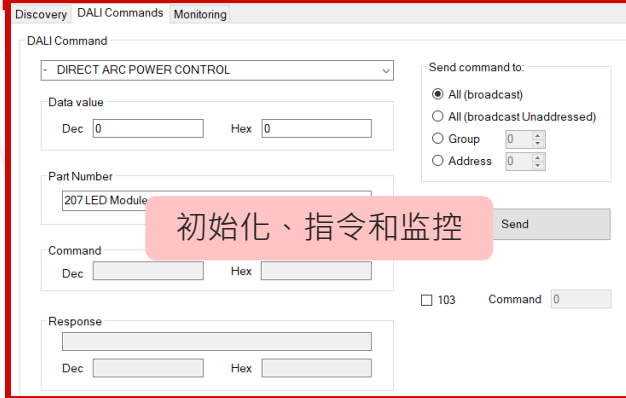 Discovery DALI Commands Monitoring
DALI Command
- DIRECT ARC POWER CONTROL
Data value
Dec 0 Hex 0
Part Number
207 LED Module
Command
Dec Hex
Response
Dec Hex
Send command to:
All (broadcast)
All (broadcast Unaddressed)
Group 0
Address 0
Send
103 Command 0
初始化、指令和监控